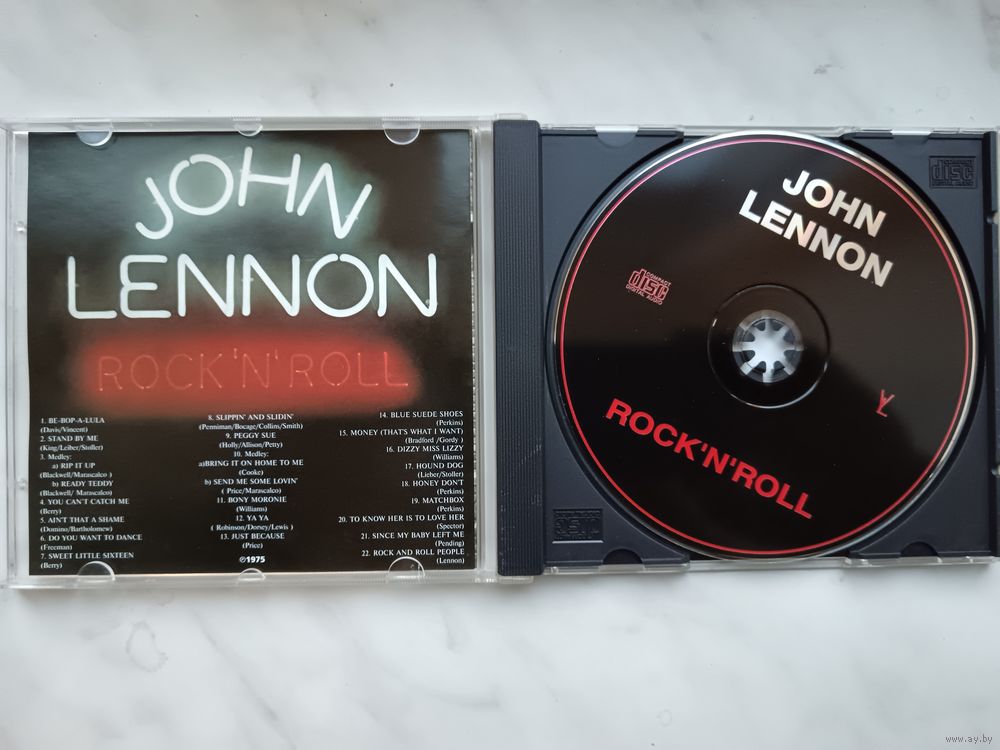 JOHN
LENNON
ROCK'N'ROLL
1. BE-BOP-A-LULA
(Davis/Vincent)
2. STAND BY ME
(King/Leiber/Stoller)
3. Medley:
a) RIP IT UP
(Blackwell/Marascalco )
b) READY TEDDY
(Blackwell/ Marascalco)
4. YOU CAN'T CATCH ME
(Berry)
5. AIN'T THAT A SHAME
(Domino/Bartholomew)
6. DO YOU WANT TO DANCE
(Freeman)
7. SWEET LITTLE SIXTEEN
(Berry)
8. SLIPPIN' AND SLIDIN'
(Penniman/Bocage/Collins/Smith)
9. PEGGY SUE
(Holly/Allison/Petty)
10. Medley:
a)BRING IT ON HOME TO ME
(Cooke)
b) SEND ME SOME LOVIN'
( Price/Marascalco)
11. BONY MORONIE
(Williams)
12. YA YA
( Robinson/Dorsey/Lewis )
13. JUST BECAUSE
(Price)
℗1975
14. BLUE SUEDE SHOES
(Perkins)
15. MONEY (THAT'S WHAT I WANT)
(Bradford /Gordy )
16. DIZZY MISS LIZZY
(Williams)
17. HOUND DOG
(Lieber/Stoller)
18. HONEY DON'T
(Perkins)
19. MATCHBOX
(Perkins)
20. TO KNOW HER IS TO LOVE HER
(Spector)
21. SINCE MY BABY LEFT ME
(Pending)
22. ROCK AND ROLL PEOPLE
(Lennon)
JOHN
LENNON
COMPACT
disc
DIGITAL AUDIO
ROCK'N'ROLL
COMPACT
disc
DIGITAL AUDIO
www.ay.by